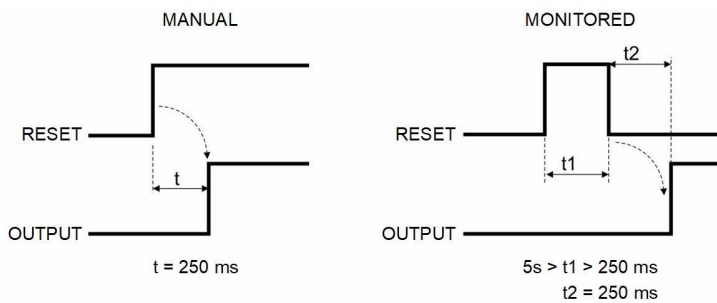 MANUAL
RESET
t
OUTPUT
t = 250 ms
MONITORED
t2
RESET
t1
OUTPUT
5s > t1 > 250 ms
t2 = 250 ms